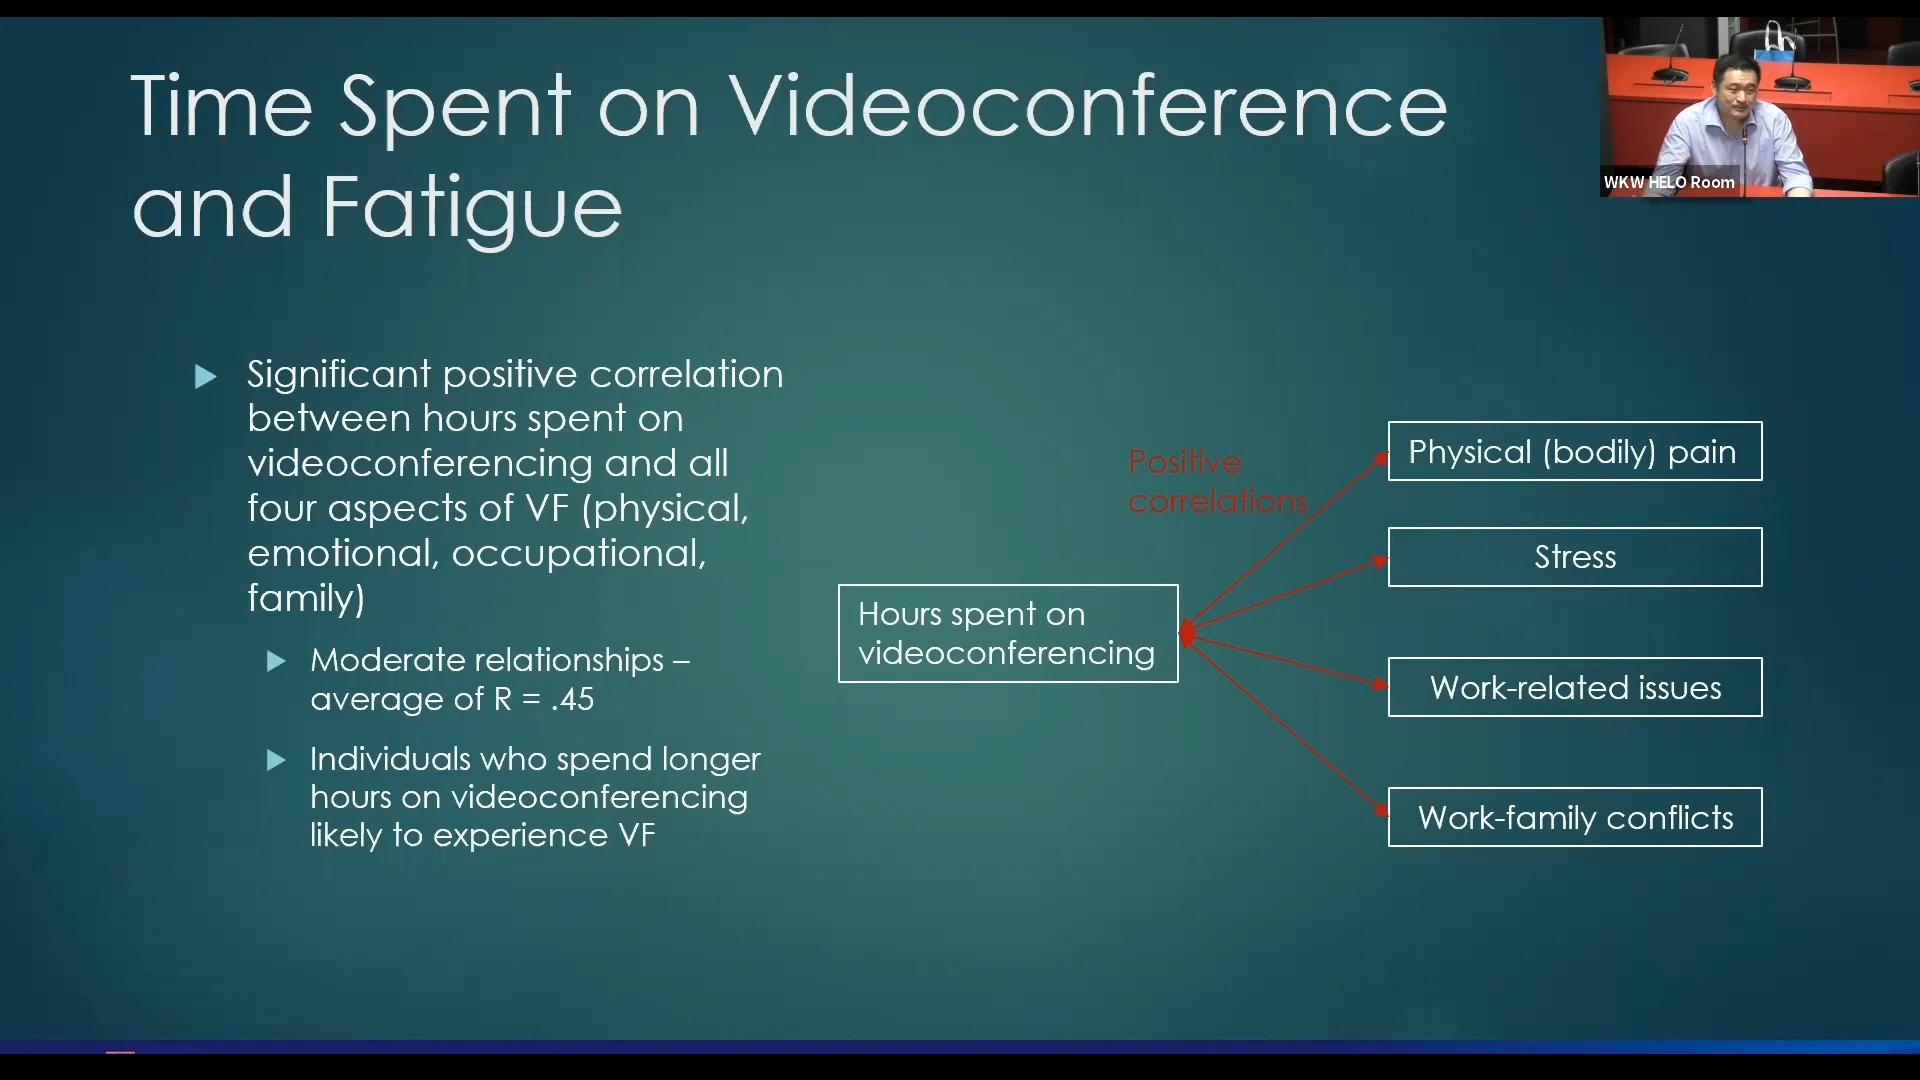 Time Spent on Videoconference
and Fatigue
WKW HELO Room
Significant positive correlation
between hours spent on
videoconferencing and all
four aspects of VF (physical,
emotional, occupational,
family)
Moderate relationships –
average of R = .45
Individuals who spend longer
hours on videoconferencing
likely to experience VF
Positive
correlations
Hours spent on
videoconferencing
Physical (bodily) pain
Stress
Work-related issues
Work-family conflicts